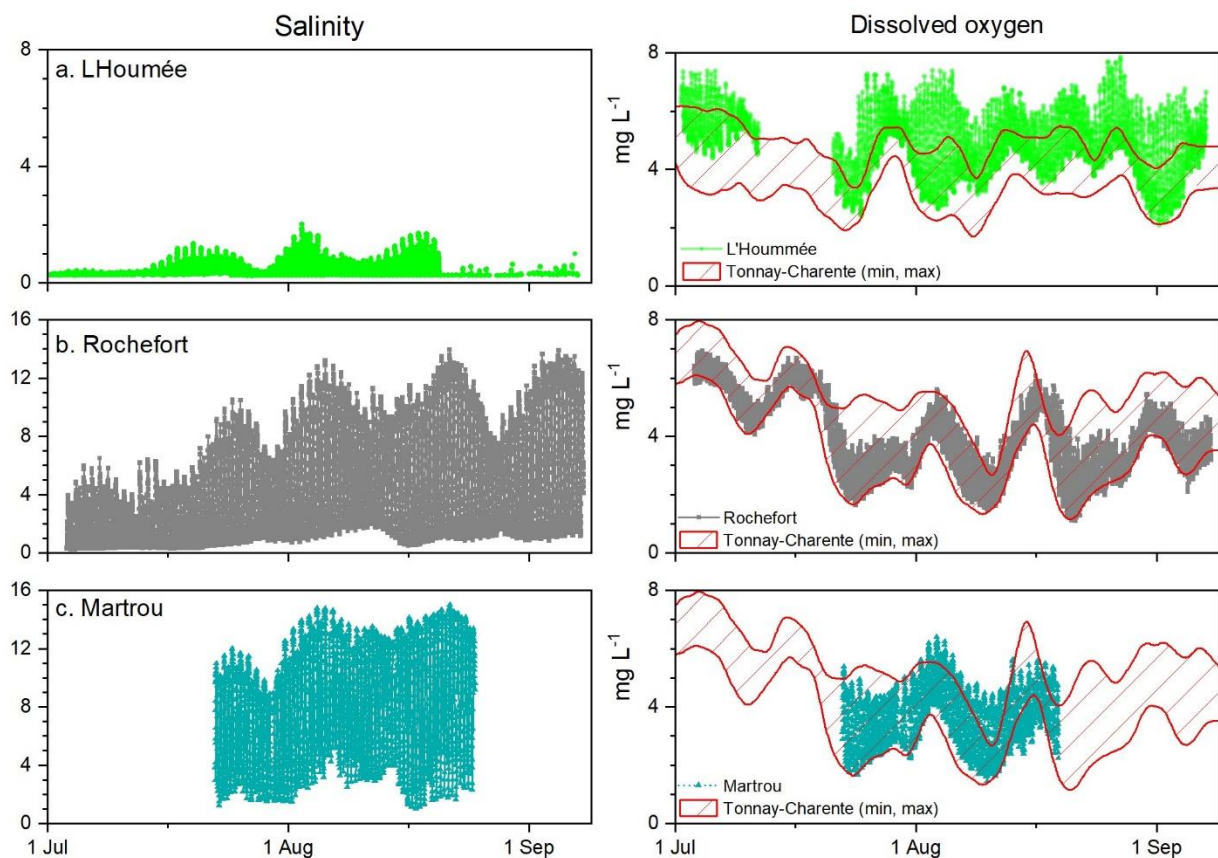 Salinity
Dissolved oxygen
8
a. LHoumée
4
0
8
mg L⁻¹
4
L'Hoummée
Tonnay-Charente (min, max)
0
16
b. Rochefort
12
8
4
0
8
mg L⁻¹
4
Rochefort
Tonnay-Charente (min, max)
0
16
c. Martrou
12
8
4
0
1 Jul 1 Aug 1 Sep
8
mg L⁻¹
4
Martrou
Tonnay-Charente (min, max)
0
1 Jul 1 Aug 1 Sep